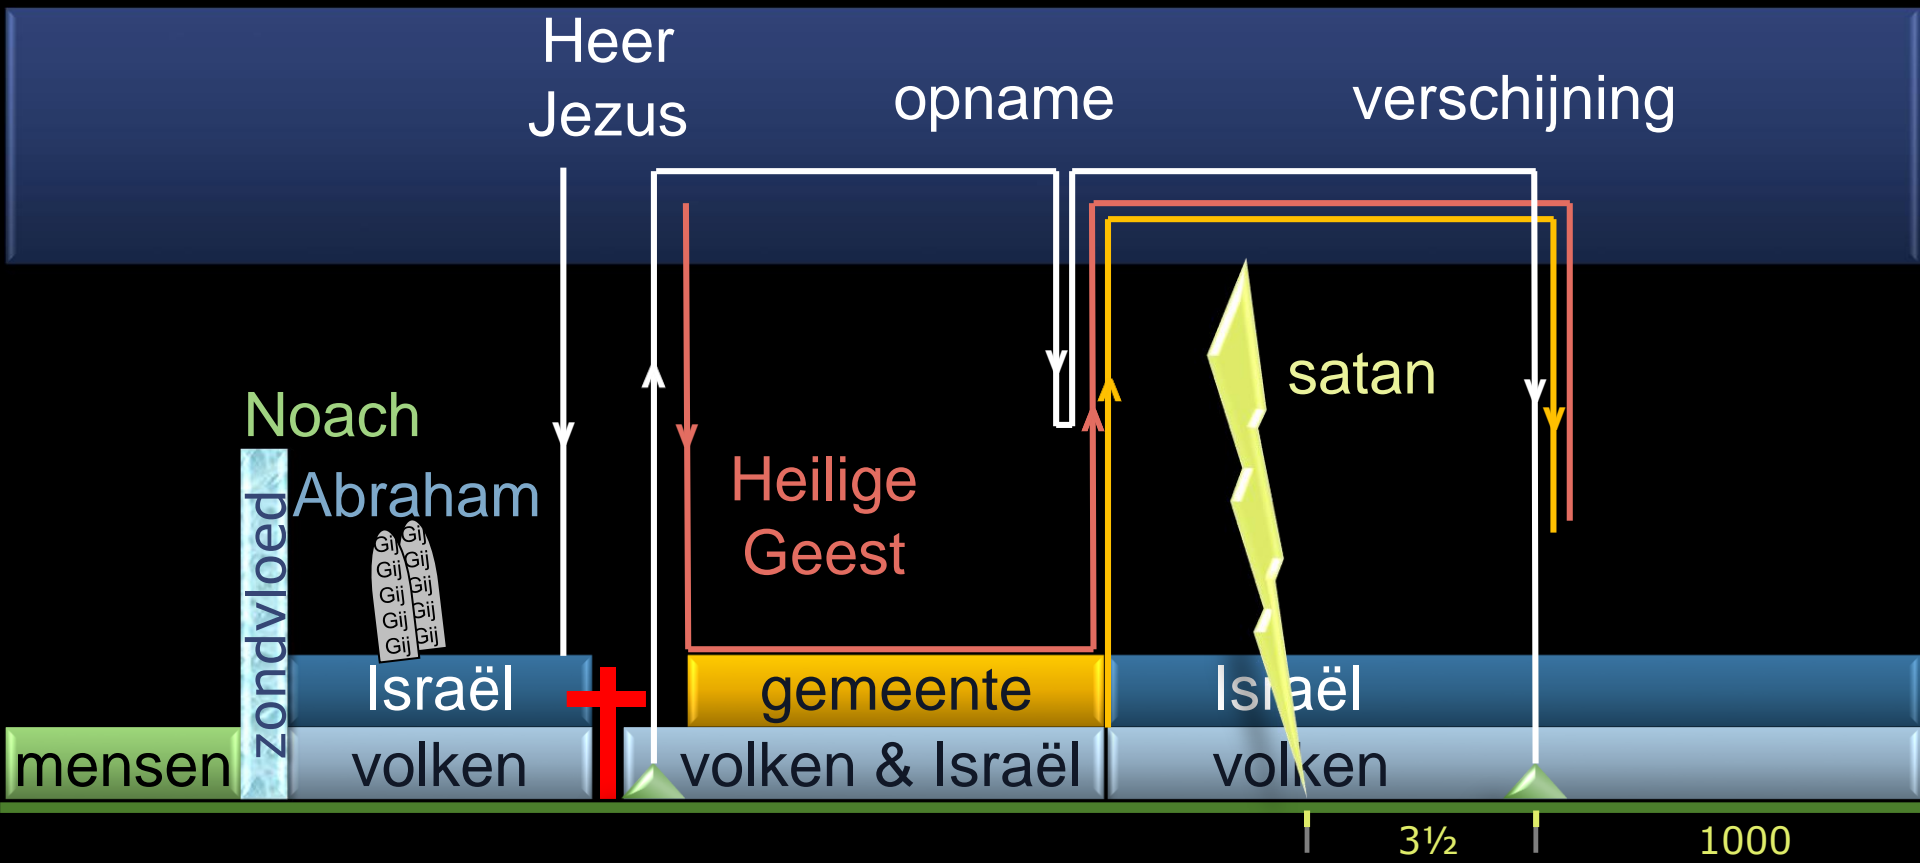 Heer
Jezus
opname
verschijning
satan
Noach
Abraham
zondvloed
Gij Gij
Gij Gij
Gij Gij
Gij Gij
Gij Gij
Heilige
Geest
Israël
gemeente
Israël
mensen
volken
volken & Israël
volken
3½
1000